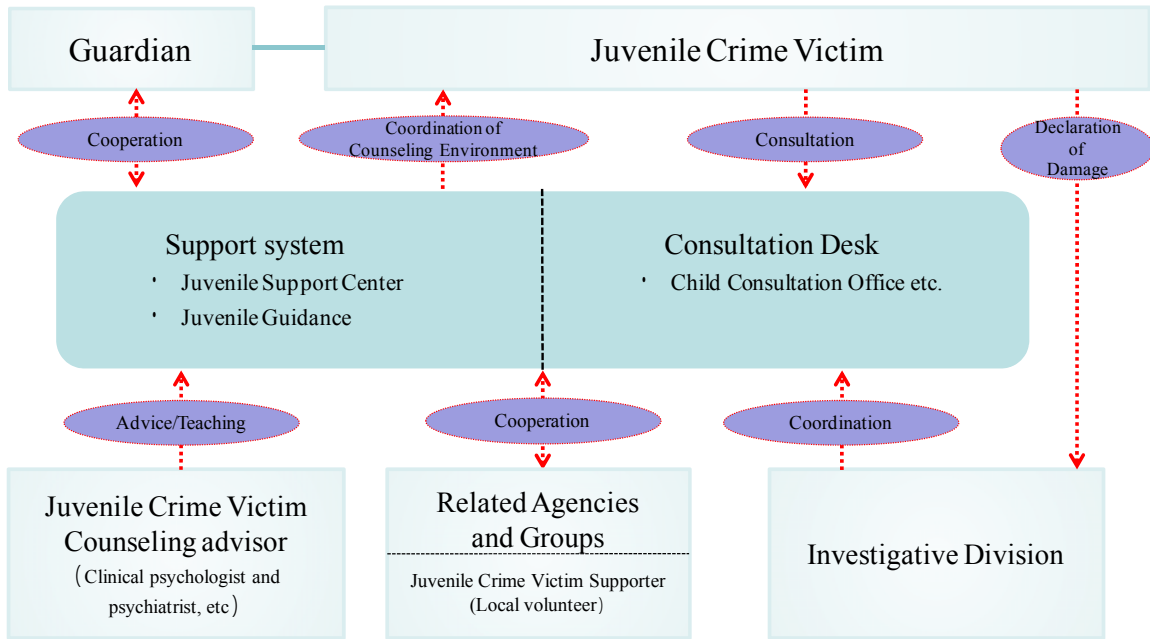 Guardian
Juvenile Crime Victim
Cooperation
Coordination of
Counseling Environment
Consultation
Declaration
of
Damage
Support system
・ Juvenile Support Center
・ Juvenile Guidance
Consultation Desk
・ Child Consultation Office etc.
Advice/Teaching
Cooperation
Coordination
Juvenile Crime Victim
Counseling advisor
(Clinical psychologist and
psychiatrist, etc)
Related Agencies
and Groups
Juvenile Crime Victim Supporter
(Local volunteer)
Investigative Division